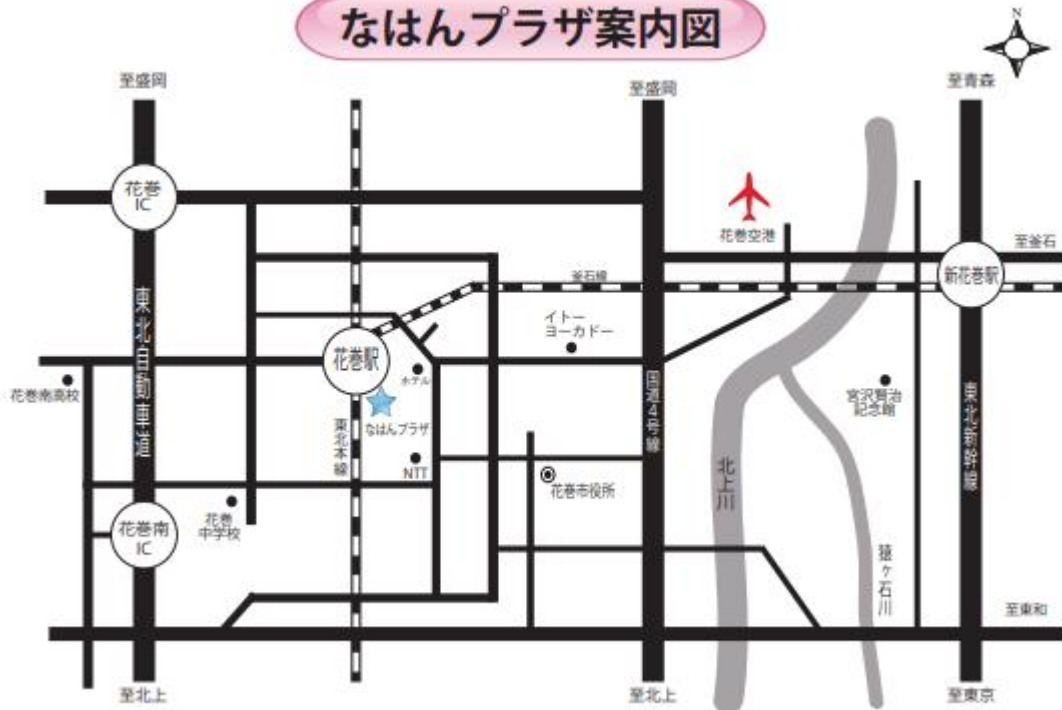 なはんプラザ案内図
N
至盛岡
至盛岡
至青森
花巻
IC
花巻空港
至釜石
新花巻駅
釜石線
東北自動車道
イトー
ヨーカドー
花巻駅
ホテル
花巻南高校
国道4号線
宮沢賢治
記念館
東北新幹線
なはんプラザ
東北本線
NTT
北上川
花巻市役所
花巻
中学校
花巻南
IC
猿ヶ石川
至東和
至北上
至北上
至東京